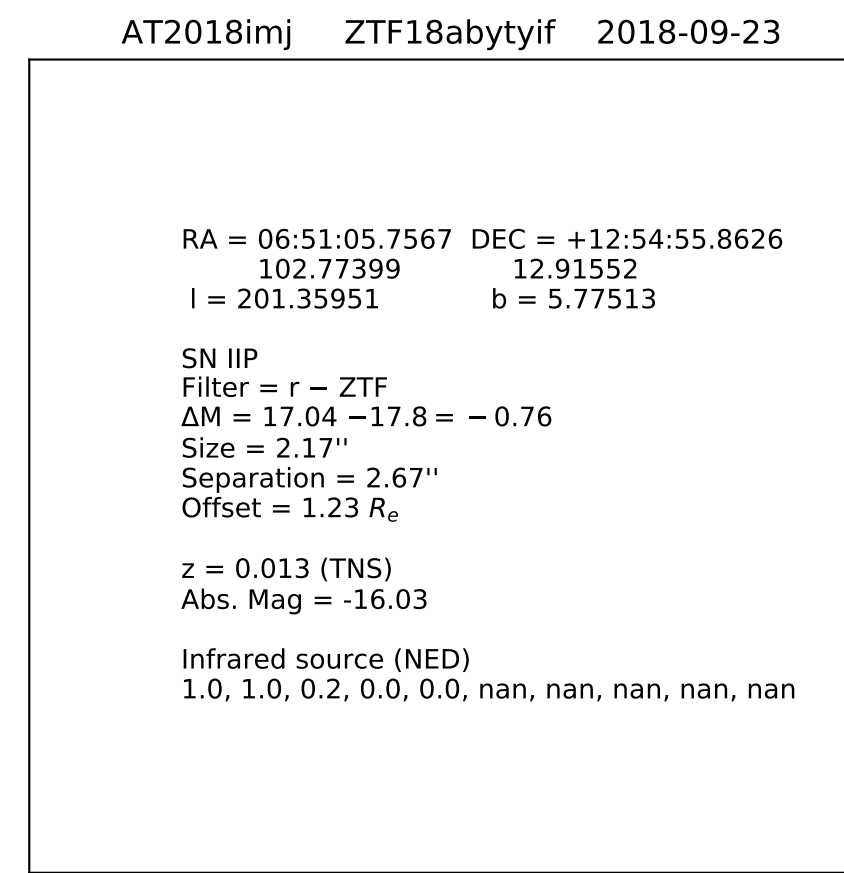 AT2018imj ZTF18abytyif 2018-09-23
RA = 06:51:05.7567 DEC = +12:54:55.8626
102.77399 12.91552
l = 201.35951 b = 5.77513
SN IIP
Filter = r − ZTF
ΔM = 17.04 −17.8 = − 0.76
Size = 2.17''
Separation = 2.67''
Offset = 1.23 Re
z = 0.013 (TNS)
Abs. Mag = -16.03
Infrared source (NED)
1.0, 1.0, 0.2, 0.0, 0.0, nan, nan, nan, nan, nan